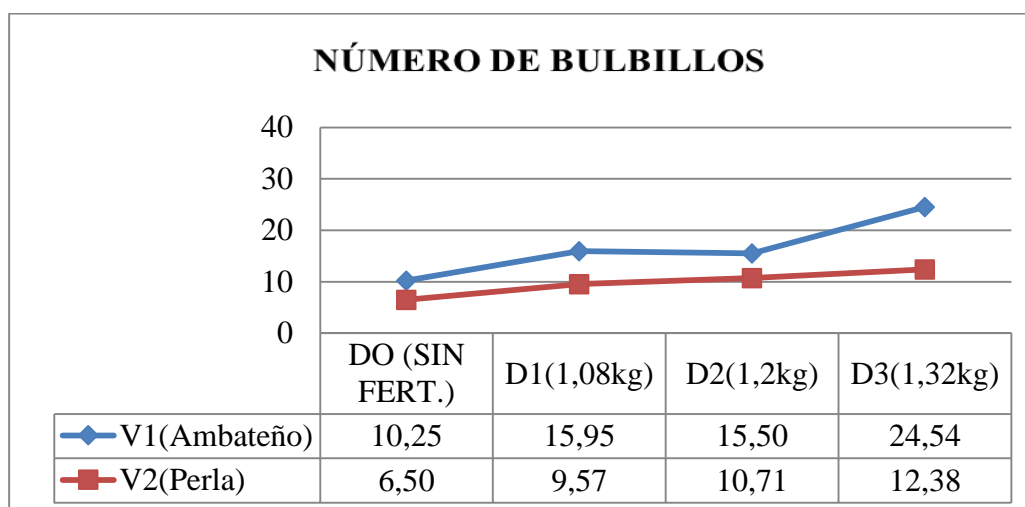 NÚMERO DE BULBILLOS
40
30
20
10
0
DO (SIN
FERT.)
D1(1,08kg)
D2(1,2kg)
D3(1,32kg)
V1(Ambateño) 10,25 15,95 15,50 24,54
V2(Perla) 6,50 9,57 10,71 12,38